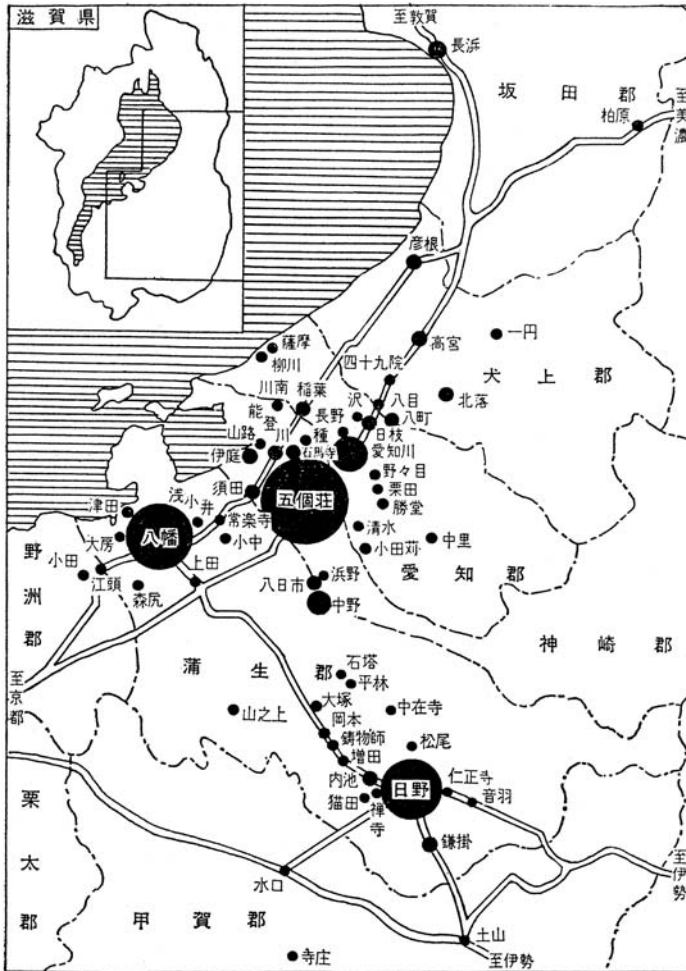 滋賀県
至敦賀
長浜
坂田郡
柏原
至美濃
彦根
高宮
一円
犬上郡
薩摩
柳川
四十九院
川南
稲葉
沢
八目
北落
能登川
長野
八町
山路
種
日枝
伊庭
石馬寺
愛知川
野々目
須田
五個荘
栗田
勝堂
津田
浅小井
常楽寺
清水
中里
大房
八幡
小中
小田苅
野洲郡
小田
江頭
上田
愛知郡
森尻
八日市
浜野
中野
神崎郡
蒲生郡
石塔
平林
至京都
山之上
大塚
中在寺
岡本
鋳物師
松尾
増田
内池
日野
仁正寺
猫田
禅寺
音羽
栗太郡
鎌掛
至伊勢
水口
甲賀郡
土山
寺庄
至伊勢